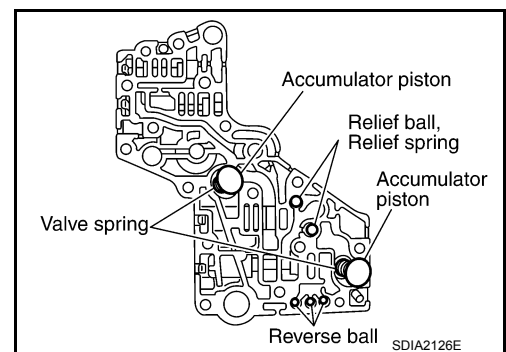 Accumulator piston
Relief ball,
Relief spring
Accumulator
piston
Valve spring
Reverse ball
SDIA2126E